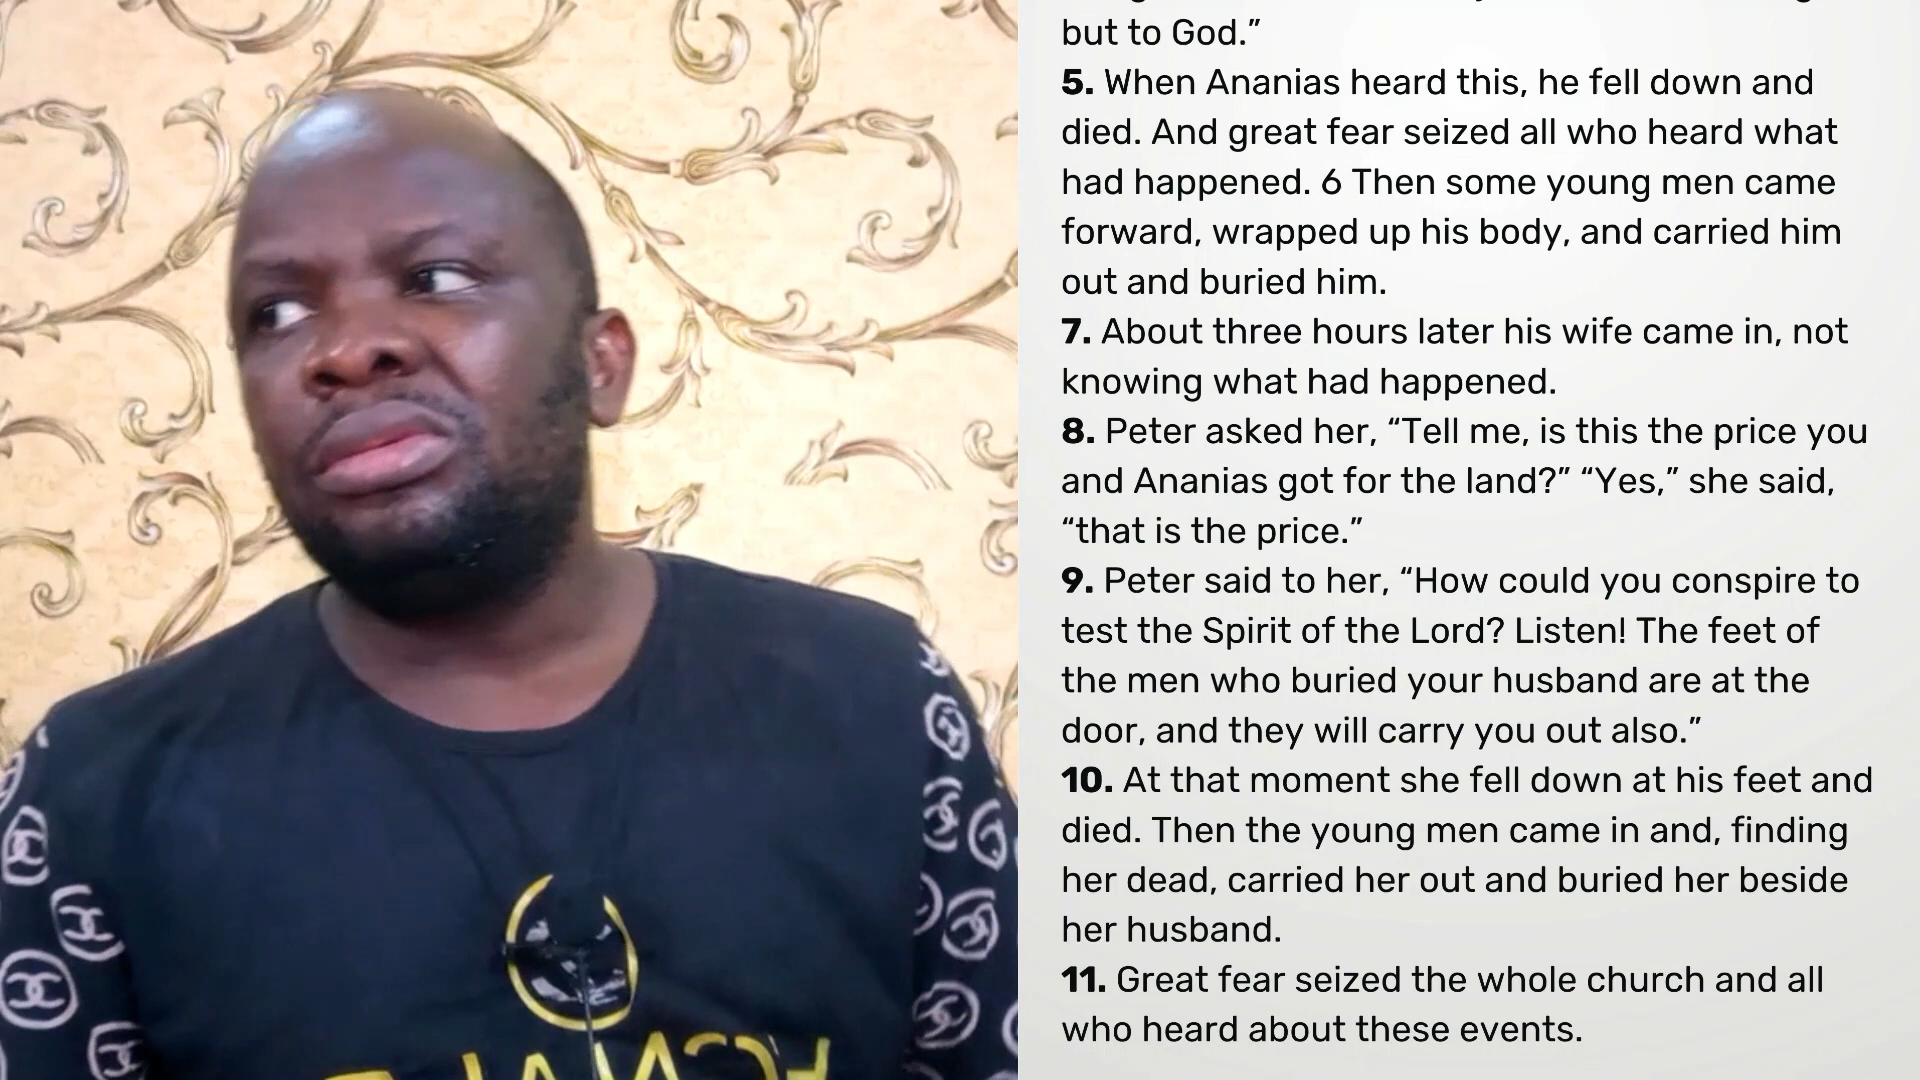 but to God.”
5. When Ananias heard this, he fell down and
died. And great fear seized all who heard what
had happened. 6 Then some young men came
forward, wrapped up his body, and carried him
out and buried him.
7. About three hours later his wife came in, not
knowing what had happened.
8. Peter asked her, “Tell me, is this the price you
and Ananias got for the land?” “Yes,” she said,
“that is the price.”
9. Peter said to her, “How could you conspire to
test the Spirit of the Lord? Listen! The feet of
the men who buried your husband are at the
door, and they will carry you out also.”
10. At that moment she fell down at his feet and
died. Then the young men came in and, finding
her dead, carried her out and buried her beside
her husband.
11. Great fear seized the whole church and all
who heard about these events.